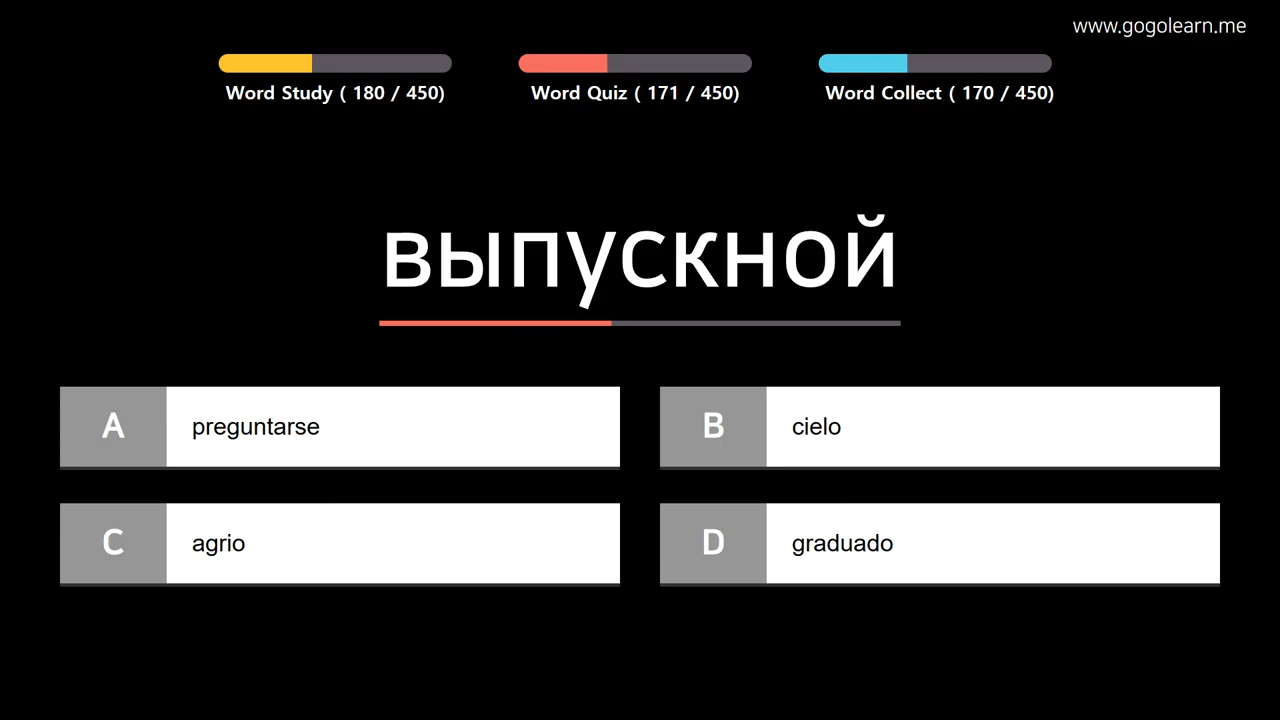 www.gogolearn.me
Word Study ( 180 / 450)
Word Quiz ( 171 / 450)
Word Collect ( 170 / 450)
выпускной
A preguntarse
B cielo
C agrio
D graduado